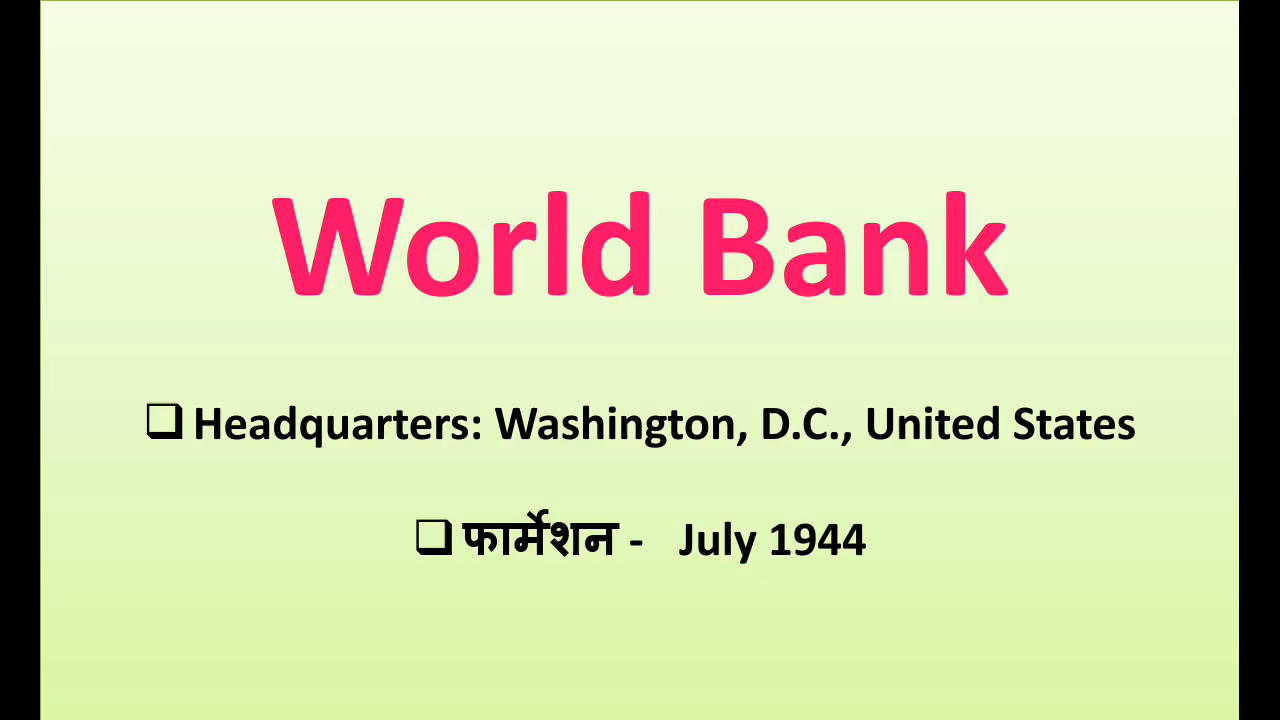 World Bank
❑ Headquarters: Washington, D.C., United States
❑ फार्मेशन - July 1944